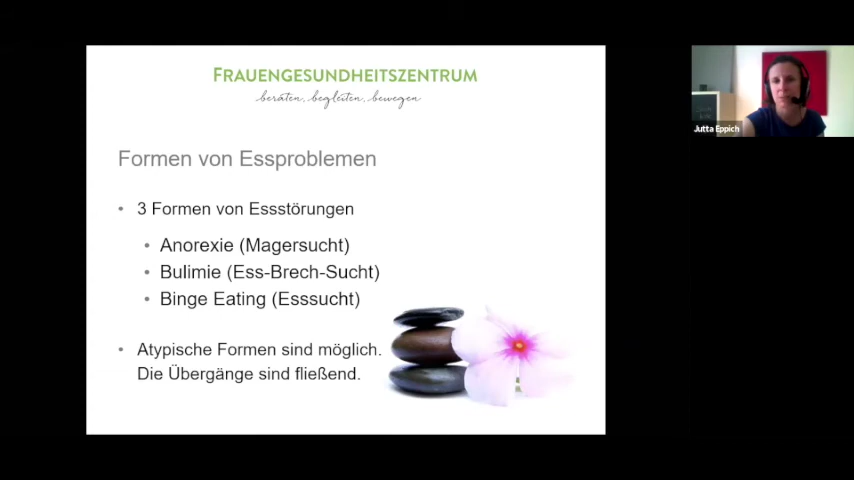 FRAUENGESUNDHEITSZENTRUM
beraten, begleiten, bewegen
Formen von Essproblemen
• 3 Formen von Essstörungen
• Anorexie (Magersucht)
• Bulimie (Ess-Brech-Sucht)
• Binge Eating (Esssucht)
• Atypische Formen sind möglich.
Die Übergänge sind fließend.
Jutta Eppich